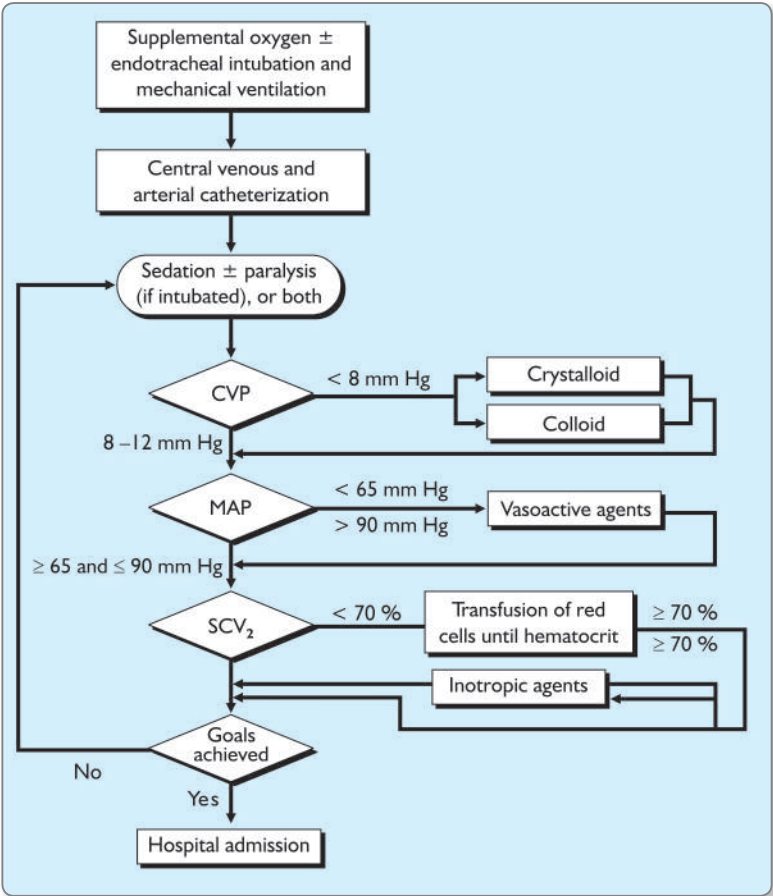 Supplemental oxygen ±
endotracheal intubation and
mechanical ventilation
Central venous and
arterial catheterization
Sedation ± paralysis
(if intubated), or both
CVP
< 8 mm Hg
Crystalloid
Colloid
8 –12 mm Hg
MAP
< 65 mm Hg
> 90 mm Hg
Vasoactive agents
≥ 65 and ≤ 90 mm Hg
SCV₂
< 70 %
Transfusion of red
cells until hematocrit
≥ 70 %
≥ 70 %
Inotropic agents
Goals
achieved
No
Yes
Hospital admission